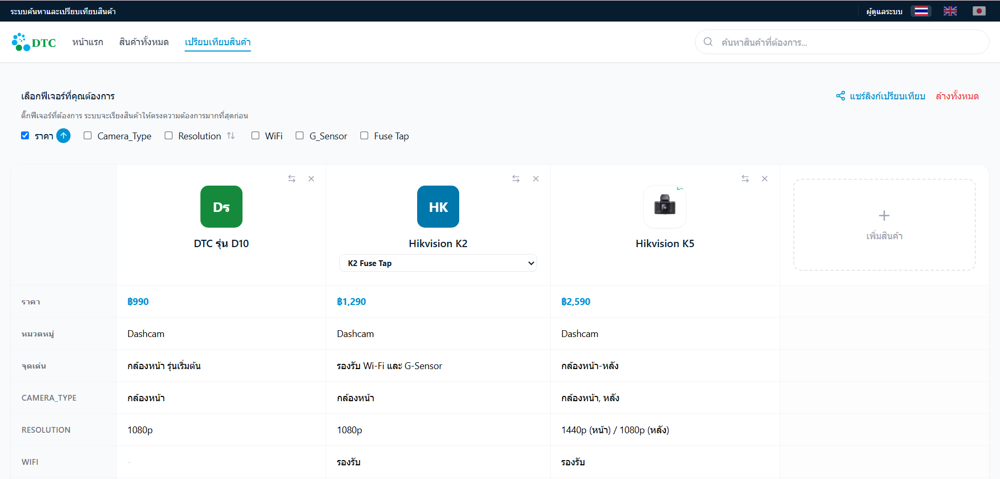 ระบบค้นหาและเปรียบเทียบสินค้า
ผู้ดูแลระบบ
DTC
หน้าแรก
สินค้าทั้งหมด
เปรียบเทียบสินค้า
ค้นหาสินค้าที่ต้องการ...
เลือกฟีเจอร์ที่คุณต้องการ
แชร์ลิงก์เปรียบเทียบ
ล้างทั้งหมด
ติ๊กฟีเจอร์ที่ต้องการ ระบบจะเรียงสินค้าให้ตรงความต้องการมากที่สุดก่อน
ราคา
Camera_Type
Resolution
WiFi
G_Sensor
Fuse Tap
Dร
HK
DTC รุ่น D10
Hikvision K2
Hikvision K5
K2 Fuse Tap
เพิ่มสินค้า
ราคา
฿990
฿1,290
฿2,590
หมวดหมู่
Dashcam
Dashcam
Dashcam
จุดเด่น
กล้องหน้า รุ่นเริ่มต้น
รองรับ Wi-Fi และ G-Sensor
กล้องหน้า-หลัง
CAMERA_TYPE
กล้องหน้า
กล้องหน้า
กล้องหน้า, หลัง
RESOLUTION
1080p
1080p
1440p (หน้า) / 1080p (หลัง)
WIFI
-
รองรับ
รองรับ